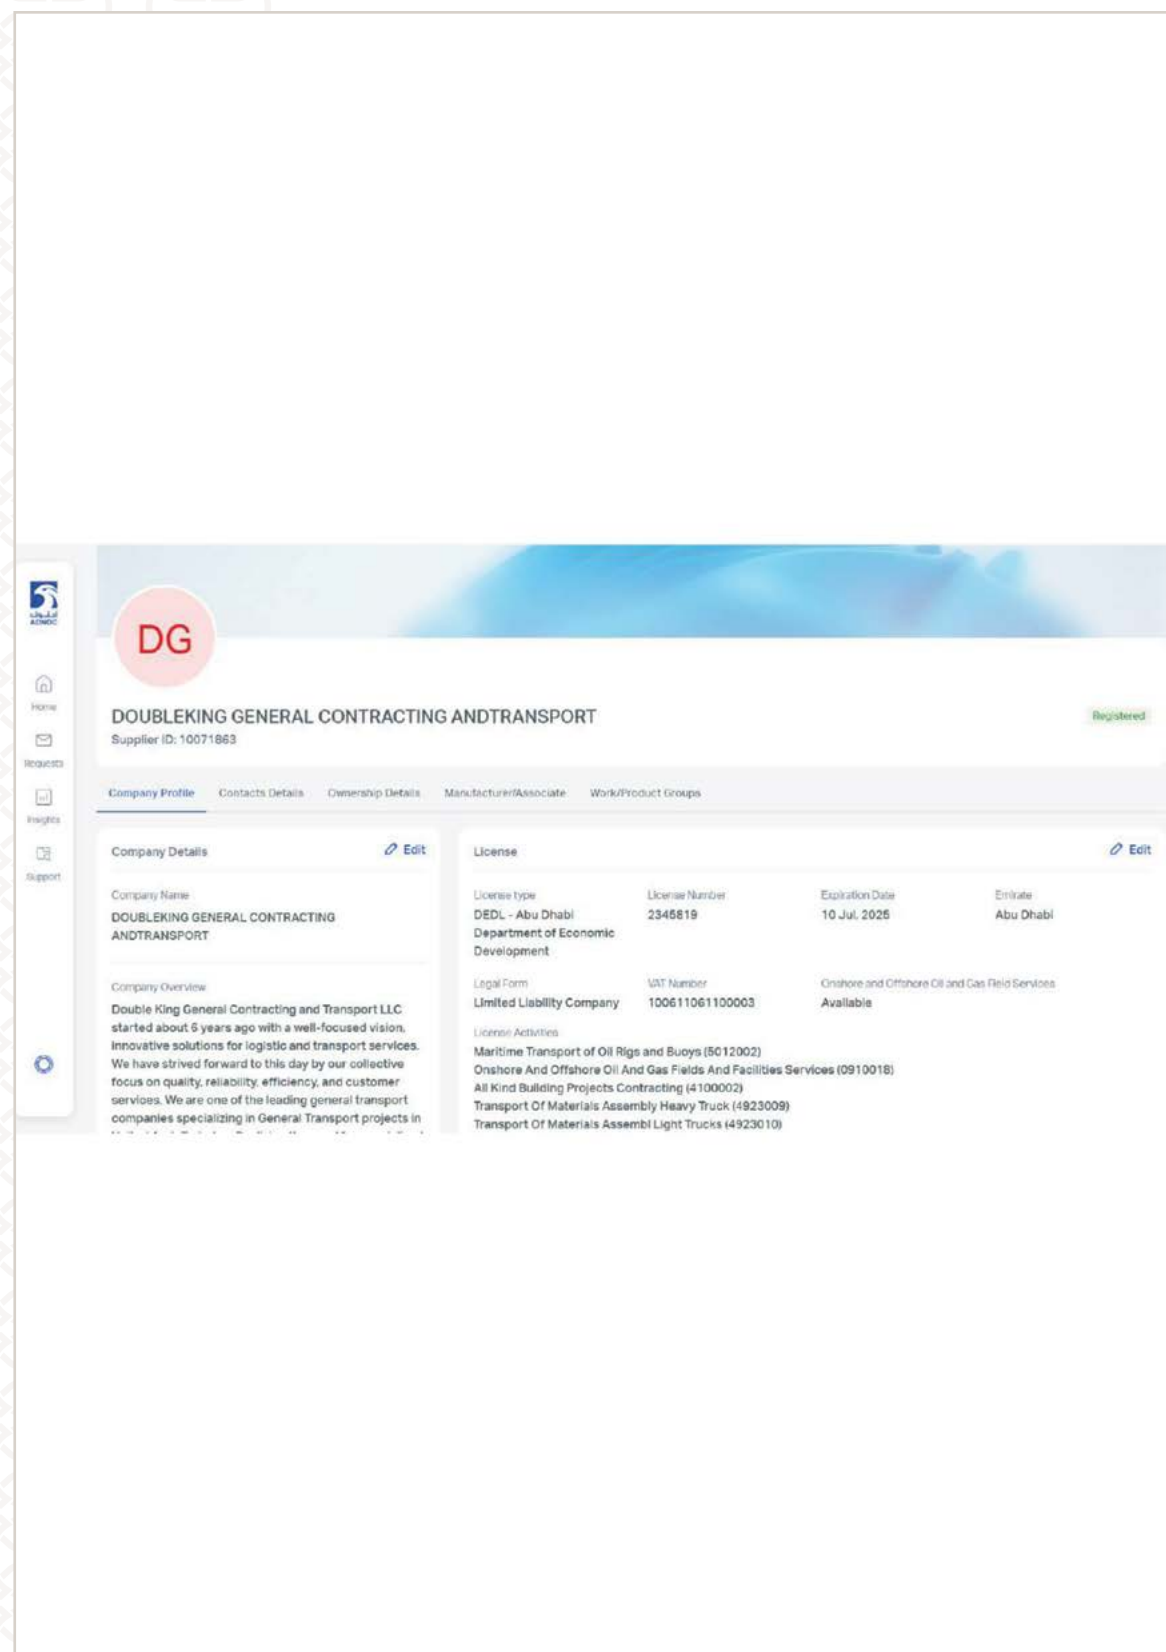 أدنوك
ADNOC
Home
Requests
Insights
Support
DG
DOUBLEKING GENERAL CONTRACTING ANDTRANSPORT
Supplier ID: 10071863
Registered
Company Profile Contacts Details Ownership Details Manufacturer/Associate Work/Product Groups
Company Details
Edit
Company Name
DOUBLEKING GENERAL CONTRACTING
ANDTRANSPORT
Company Overview
Double King General Contracting and Transport LLC
started about 6 years ago with a well-focused vision,
innovative solutions for logistic and transport services.
We have strived forward to this day by our collective
focus on quality, reliability, efficiency, and customer
services. We are one of the leading general transport
companies specializing in General Transport projects in
License
Edit
License type License Number Expiration Date Emirate
DEDL - Abu Dhabi 2345819 10 Jul, 2025 Abu Dhabi
Department of Economic
Development
Legal Form VAT Number Onshore and Offshore Oil and Gas Field Services
Limited Liability Company 100611061100003 Available
License Activities
Maritime Transport of Oil Rigs and Buoys (5012002)
Onshore And Offshore Oil And Gas Fields And Facilities Services (0910018)
All Kind Building Projects Contracting (4100002)
Transport Of Materials Assembly Heavy Truck (4923009)
Transport Of Materials Assembl Light Trucks (4923010)